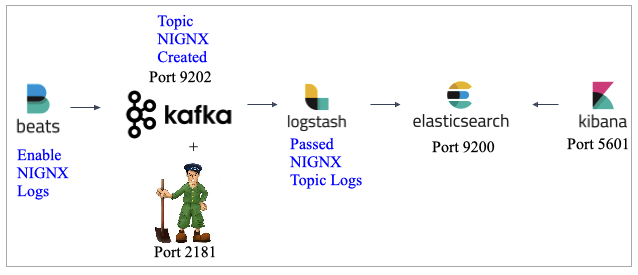 Topic
NIGNX
Created
Port 9202
beats
kafka
logstash
elasticsearch
kibana
Enable
NIGNX
Logs
+
Passed
NIGNX
Topic Logs
Port 9200
Port 5601
Port 2181